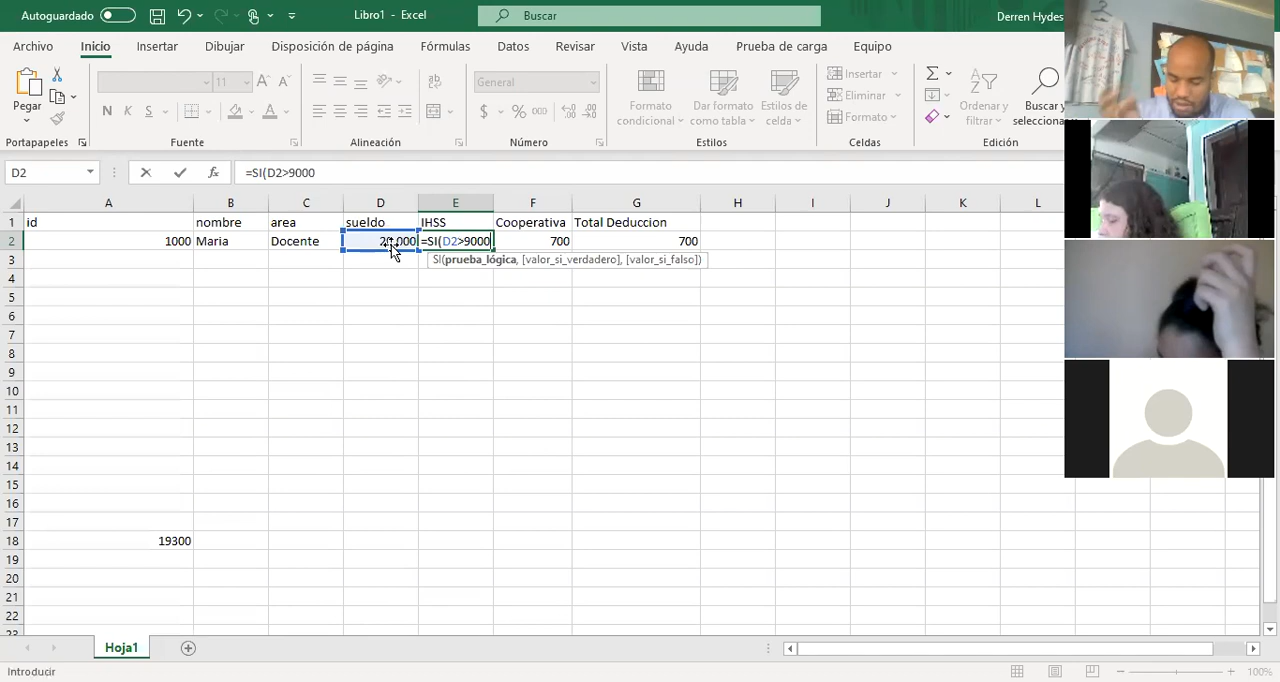 Autoguardado
Libro1 - Excel
Buscar
Derren Hydes
Archivo Inicio Insertar Dibujar Disposición de página Fórmulas Datos Revisar Vista Ayuda Prueba de carga Equipo
Pegar
N K S
11
A A
General
$ % 000
Formato condicional
Dar formato como tabla
Estilos de celda
Insertar
Eliminar
Formato
Ordenar y filtrar
Buscar y
selecciona
Portapapeles Fuente Alineación Número Estilos Celdas Edición
D2 fx =SI(D2>9000
A B C D E F G H I J K L
1 id nombre area sueldo IHSS Cooperativa Total Deduccion
2 1000 Maria Docente 20,000 =SI(D2>9000 700 700
3 SI(prueba_lógica, [valor_si_verdadero], [valor_si_falso])
4
5
6
7
8
9
10
11
12
13
14
15
16
17
18 19300
19
20
21
22
23
Hoja1
Introducir
100%